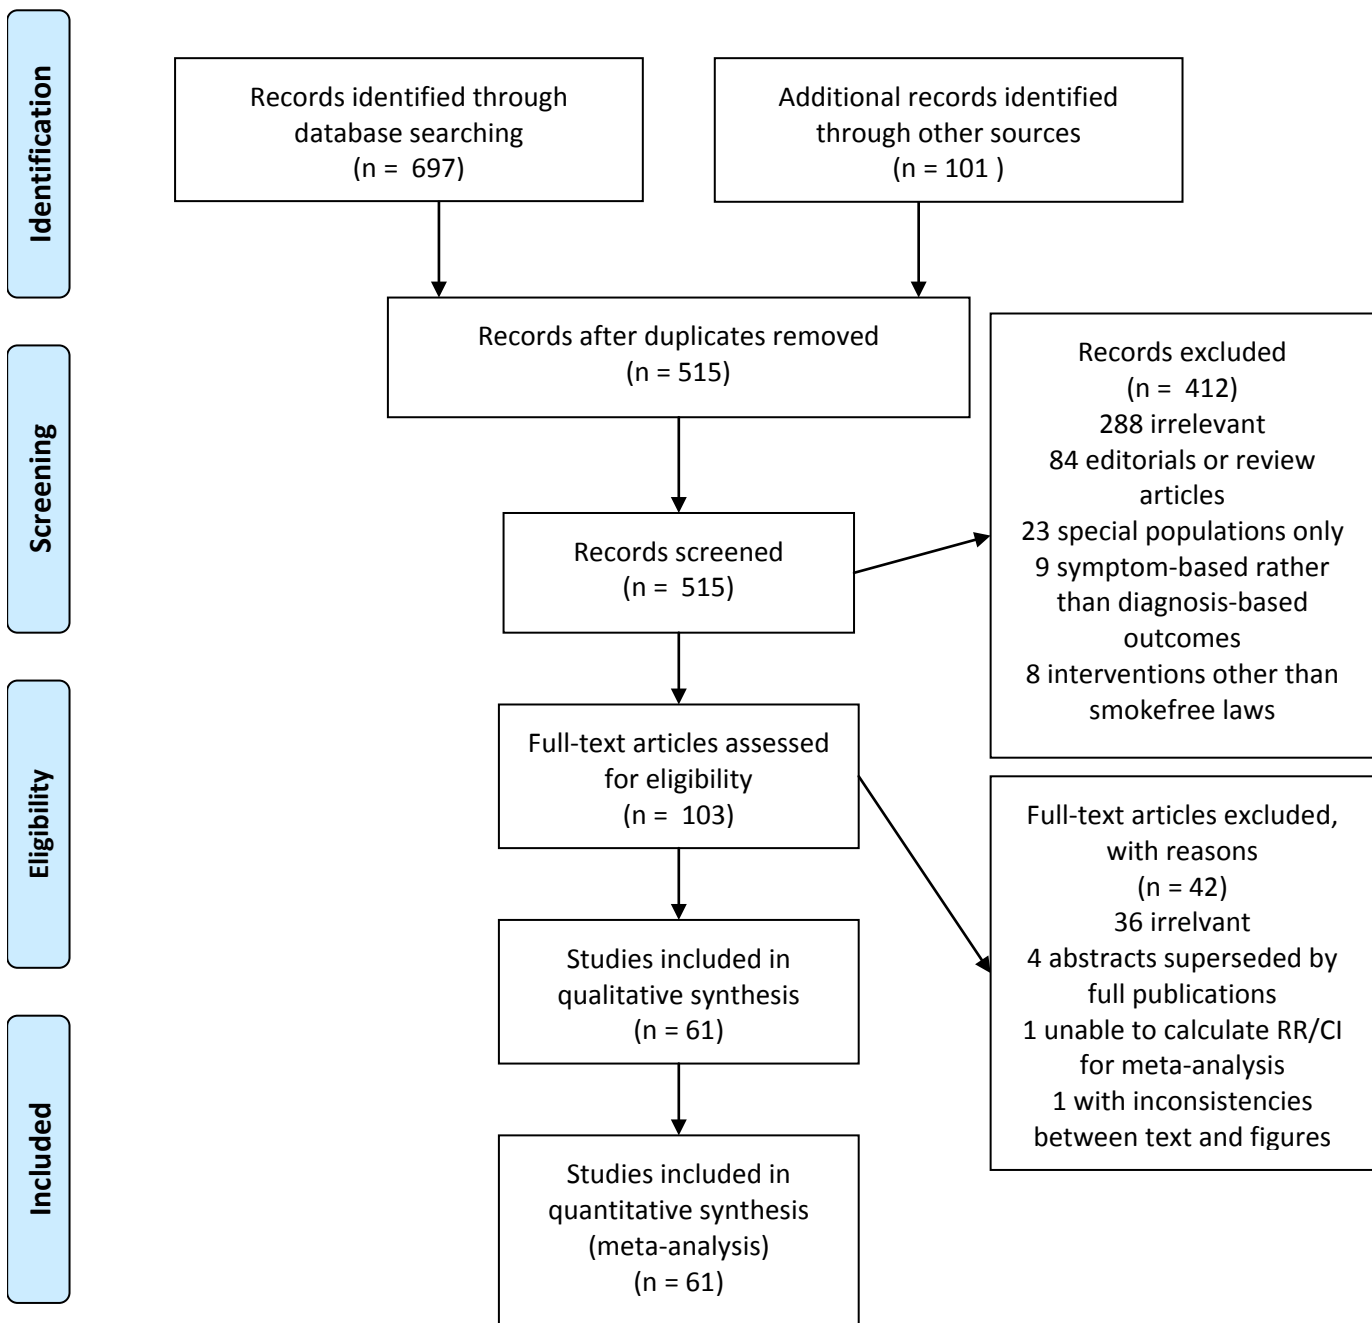 Identification
Records identified through
database searching
(n = 697)
Additional records identified
through other sources
(n = 101 )
Records after duplicates removed
(n = 515)
Screening
Records screened
(n = 515)
Records excluded
(n = 412)
288 irrelevant
84 editorials or review
articles
23 special populations only
9 symptom-based rather
than diagnosis-based
outcomes
8 interventions other than
smokefree laws
Eligibility
Full-text articles assessed
for eligibility
(n = 103)
Full-text articles excluded,
with reasons
(n = 42)
36 irrelvant
4 abstracts superseded by
full publications
1 unable to calculate RR/CI
for meta-analysis
1 with inconsistencies
between text and figures
Studies included in
qualitative synthesis
(n = 61)
Included
Studies included in
quantitative synthesis
(meta-analysis)
(n = 61)